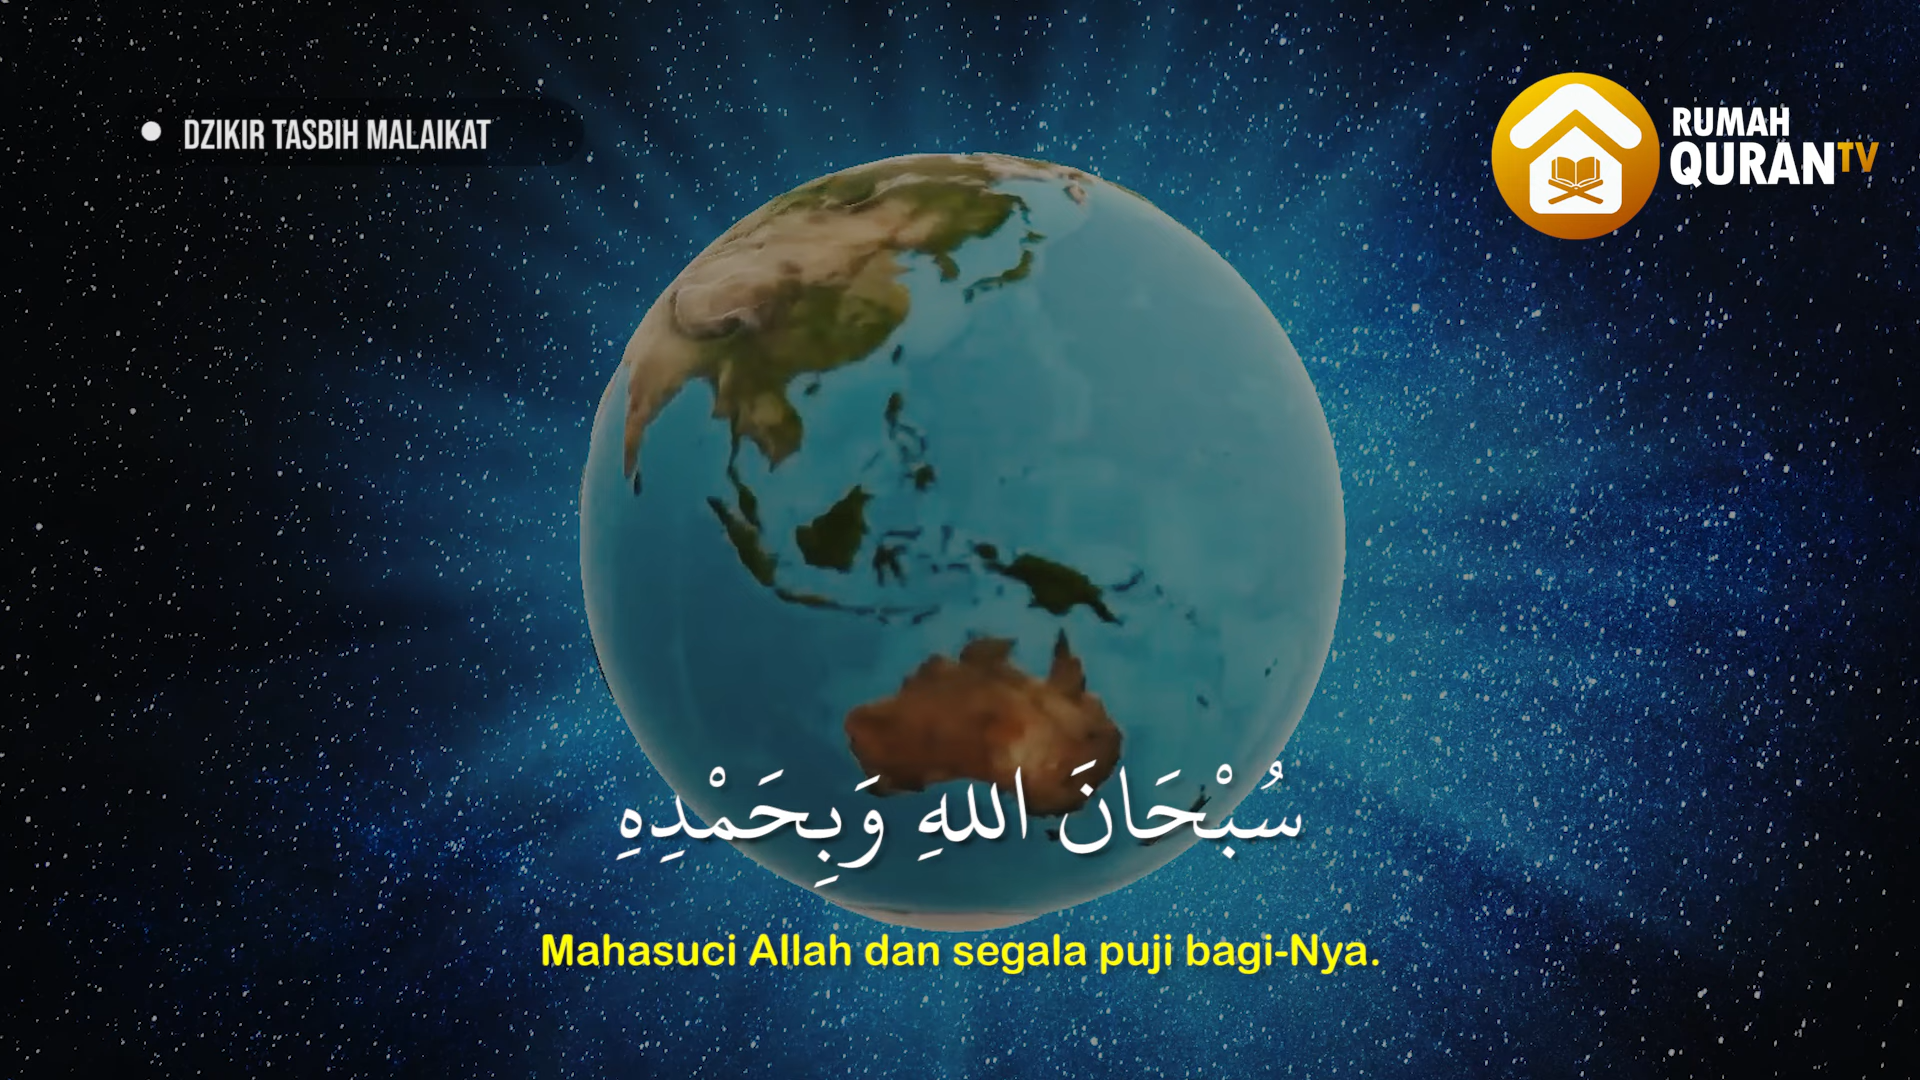 DZIKIR TASBIH MALAIKAT
RUMAH
QURANTV
سُبْحَانَ اللهِ وَبِحَمْدِهِ
Mahasuci Allah dan segala puji bagi-Nya.